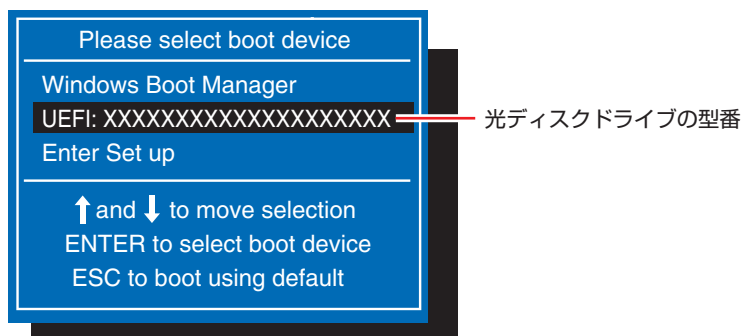 Please select boot device
Windows Boot Manager
UEFI: XXXXXXXXXXXXXXXXXXXX
光ディスクドライブの型番
Enter Set up
↑ and ↓ to move selection
ENTER to select boot device
ESC to boot using default